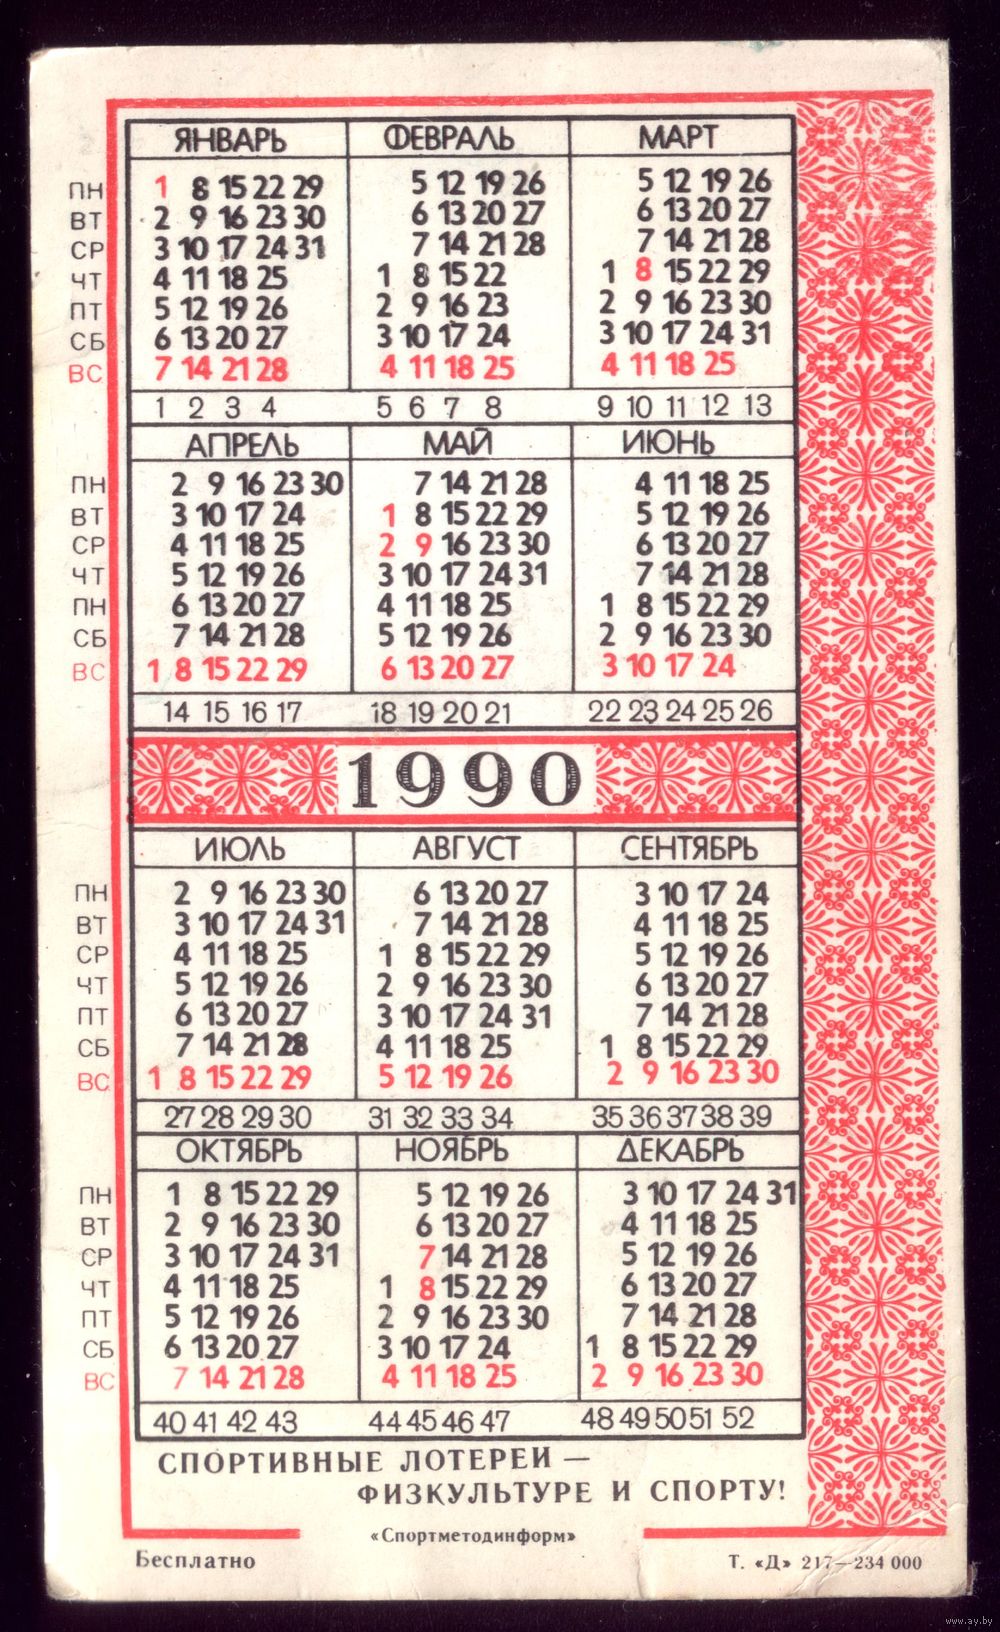 ЯНВАРЬ ФЕВРАЛЬ МАРТ
ПН 1 8 15 22 29 5 12 19 26 5 12 19 26
ВТ 2 9 16 23 30 6 13 20 27 6 13 20 27
СР 3 10 17 24 31 7 14 21 28 7 14 21 28
ЧТ 4 11 18 25 1 8 15 22 1 8 15 22 29
ПТ 5 12 19 26 2 9 16 23 2 9 16 23 30
СБ 6 13 20 27 3 10 17 24 3 10 17 24 31
ВС 7 14 21 28 4 11 18 25 4 11 18 25
1 2 3 4 5 6 7 8 9 10 11 12 13
АПРЕЛЬ МАЙ ИЮНЬ
ПН 2 9 16 23 30 7 14 21 28 4 11 18 25
ВТ 3 10 17 24 1 8 15 22 29 5 12 19 26
СР 4 11 18 25 2 9 16 23 30 6 13 20 27
ЧТ 5 12 19 26 3 10 17 24 31 7 14 21 28
ПН 6 13 20 27 4 11 18 25 1 8 15 22 29
СБ 7 14 21 28 5 12 19 26 2 9 16 23 30
ВС 1 8 15 22 29 6 13 20 27 3 10 17 24
14 15 16 17 18 19 20 21 22 23 24 25 26
1990
ИЮЛЬ АВГУСТ СЕНТЯБРЬ
ПН 2 9 16 23 30 6 13 20 27 3 10 17 24
ВТ 3 10 17 24 31 7 14 21 28 4 11 18 25
СР 4 11 18 25 1 8 15 22 29 5 12 19 26
ЧТ 5 12 19 26 2 9 16 23 30 6 13 20 27
ПТ 6 13 20 27 3 10 17 24 31 7 14 21 28
СБ 7 14 21 28 4 11 18 25 1 8 15 22 29
ВС 1 8 15 22 29 5 12 19 26 2 9 16 23 30
27 28 29 30 31 32 33 34 35 36 37 38 39
ОКТЯБРЬ НОЯБРЬ ДЕКАБРЬ
ПН 1 8 15 22 29 5 12 19 26 3 10 17 24 31
ВТ 2 9 16 23 30 6 13 20 27 4 11 18 25
СР 3 10 17 24 31 7 14 21 28 5 12 19 26
ЧТ 4 11 18 25 1 8 15 22 29 6 13 20 27
ПТ 5 12 19 26 2 9 16 23 30 7 14 21 28
СБ 6 13 20 27 3 10 17 24 1 8 15 22 29
ВС 7 14 21 28 4 11 18 25 2 9 16 23 30
40 41 42 43 44 45 46 47 48 49 50 51 52
СПОРТИВНЫЕ ЛОТЕРЕИ —
ФИЗКУЛЬТУРЕ И СПОРТУ!
«Спортметодинформ»
Бесплатно Т. «Д» 217—234 000
www.ay.by